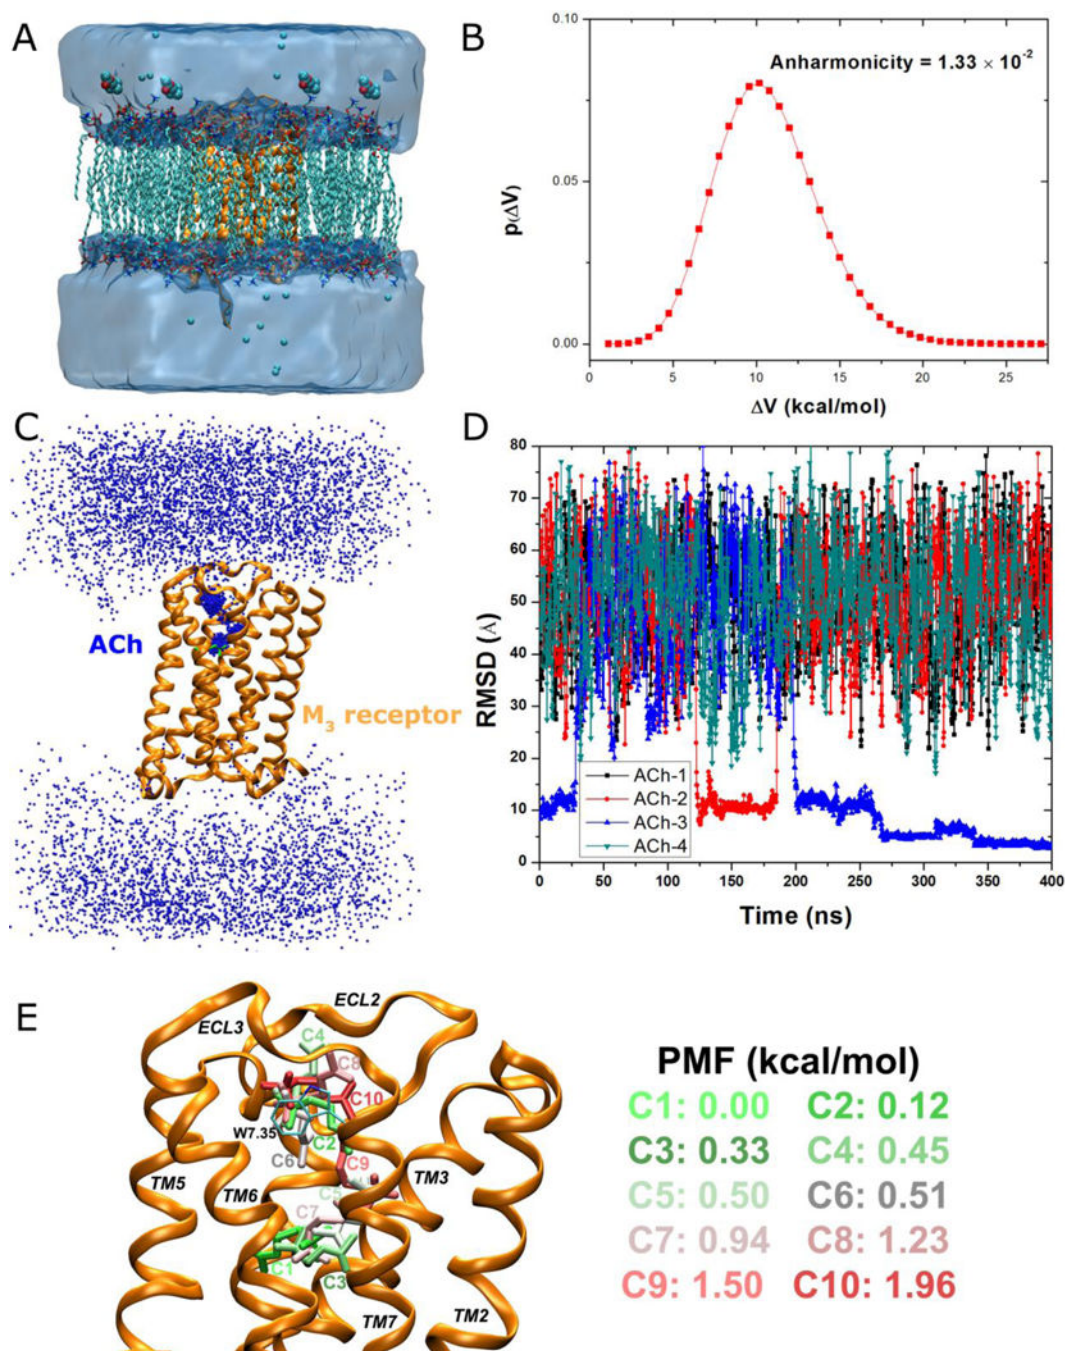 A
B
Anharmonicity = 1.33 × 10⁻²
0.10
0.05
0.00
p(ΔV)
0 5 10 15 20 25
ΔV (kcal/mol)
C
ACh
M₃ receptor
D
80
70
60
50
40
30
20
10
0
RMSD (Å)
ACh-1
ACh-2
ACh-3
ACh-4
0 50 100 150 200 250 300 350 400
Time (ns)
E
ECL2
ECL3
C4
C8
C10
W7.35
C2
C6
C9
TM3
TM5
TM6
C5
C7
C1
C3
TM7
TM2
PMF (kcal/mol)
C1: 0.00 C2: 0.12
C3: 0.33 C4: 0.45
C5: 0.50 C6: 0.51
C7: 0.94 C8: 1.23
C9: 1.50 C10: 1.96